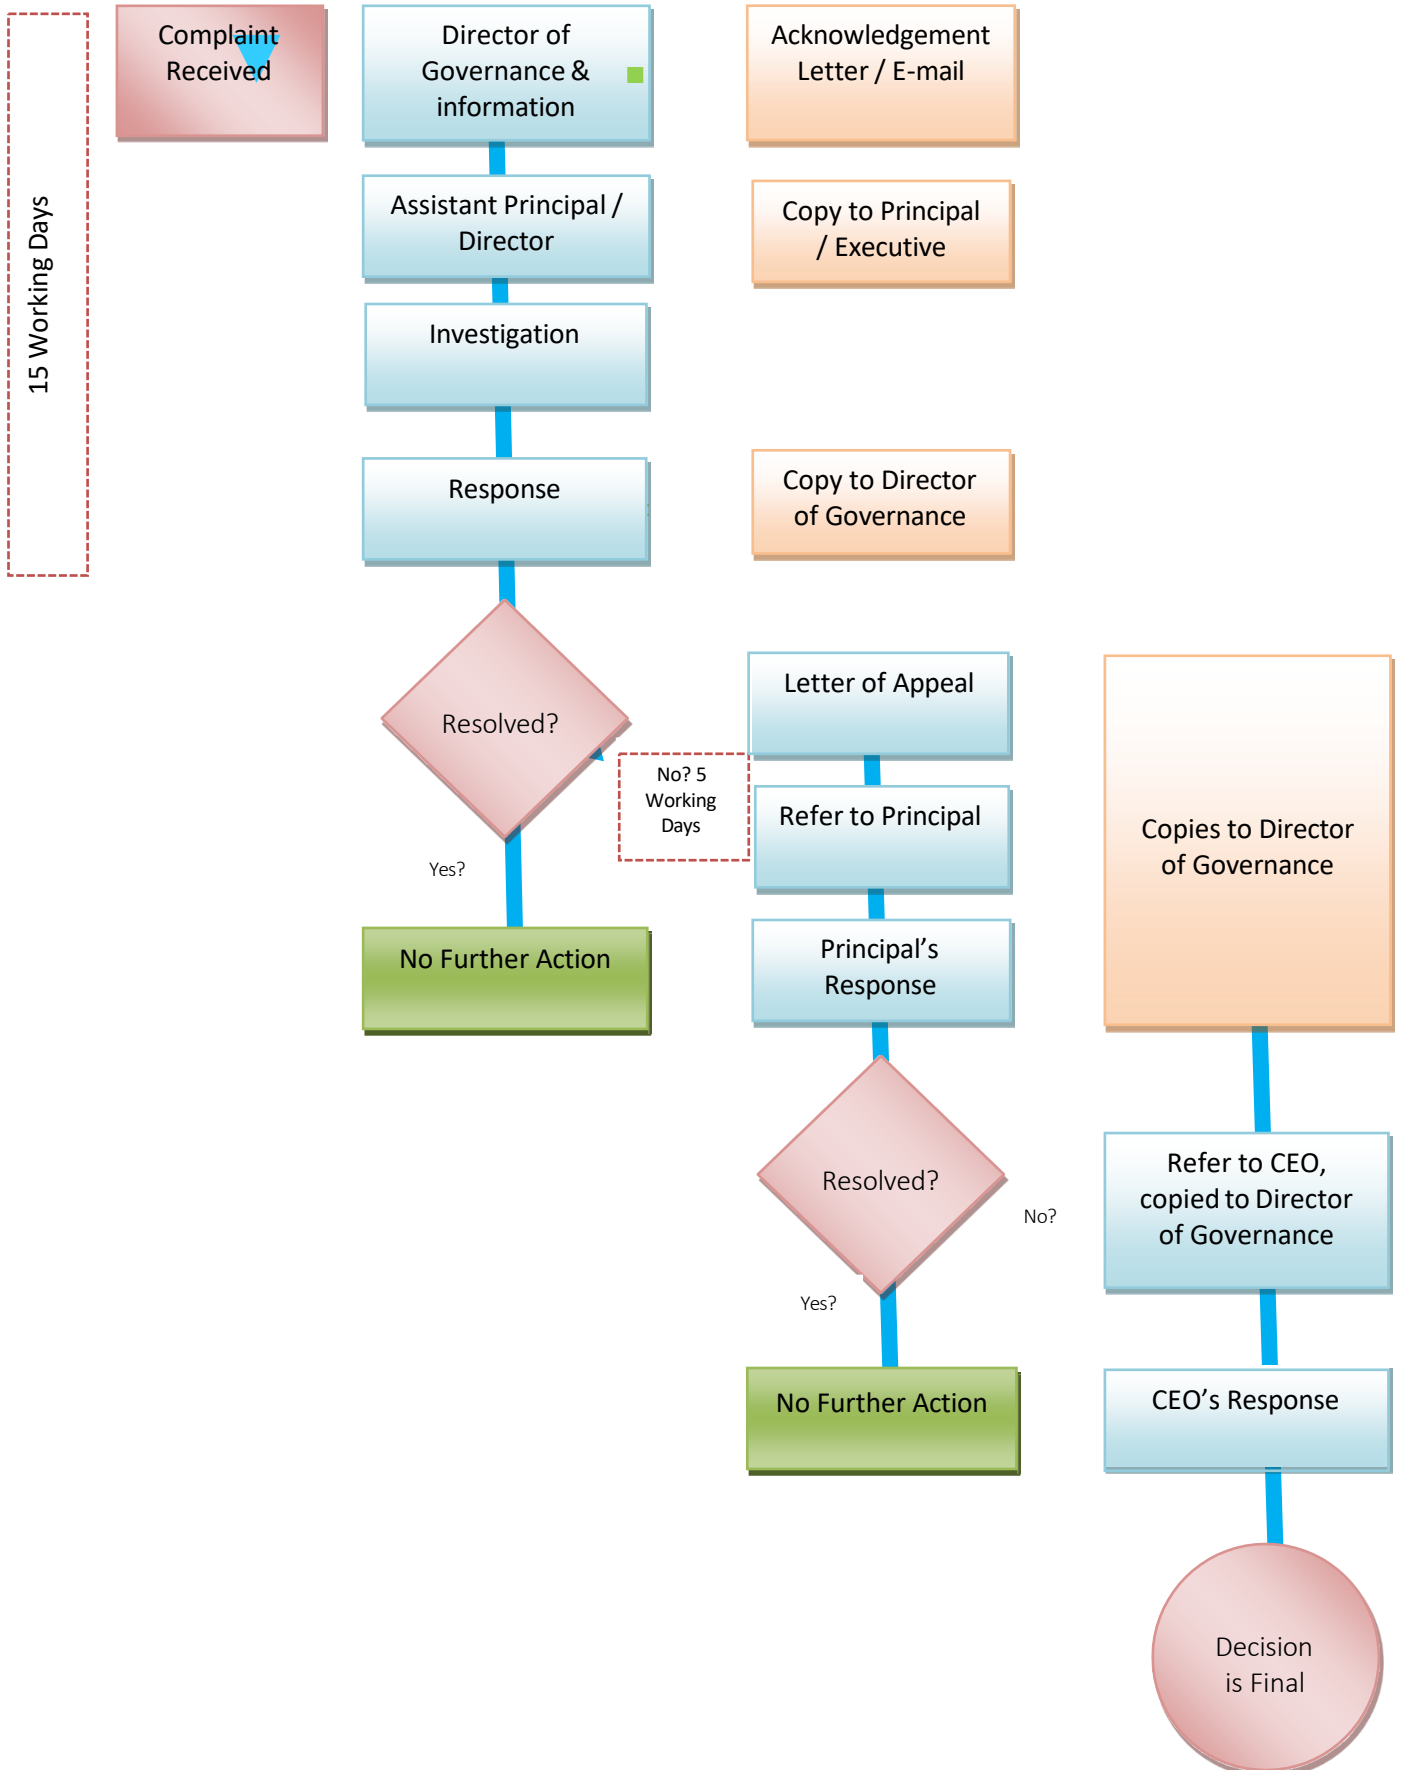 15 Working Days
Complaint
Received
Director of
Governance &
information
Acknowledgement
Letter / E-mail
Assistant Principal /
Director
Copy to Principal
/ Executive
Investigation
Response
Copy to Director
of Governance
Resolved?
No? 5
Working
Days
Letter of Appeal
Refer to Principal
Copies to Director
of Governance
Yes?
No Further Action
Principal’s
Response
Resolved?
No?
Refer to CEO,
copied to Director
of Governance
Yes?
No Further Action
CEO’s Response
Decision
is Final